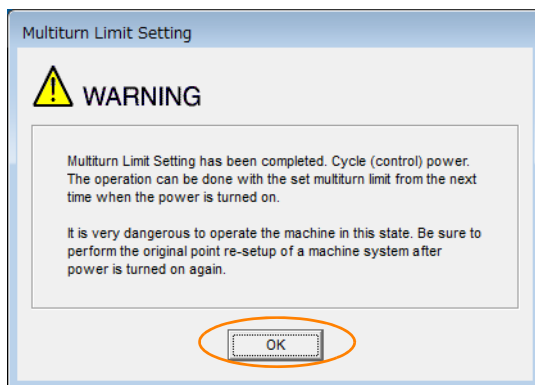 Multiturn Limit Setting
WARNING
Multiturn Limit Setting has been completed. Cycle (control) power.
The operation can be done with the set multiturn limit from the next
time when the power is turned on.
It is very dangerous to operate the machine in this state. Be sure to
perform the original point re-setup of a machine system after
power is turned on again.
OK